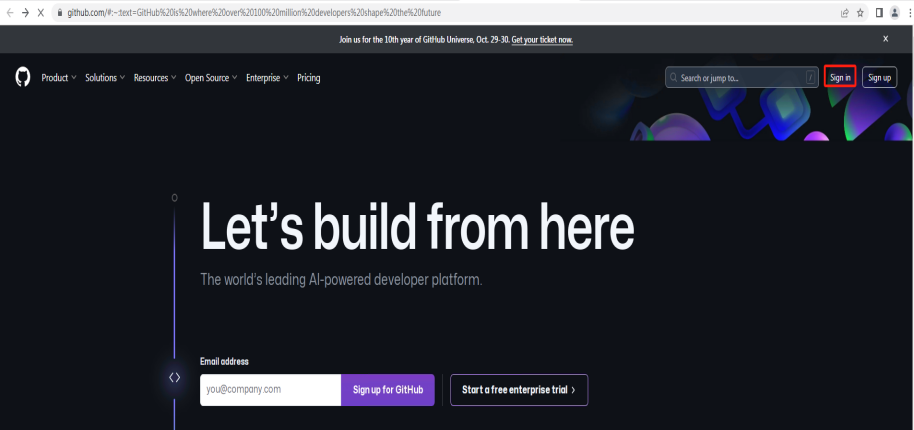 github.com/#:~:text=GitHub%20is%20where%20over%20100%20million%20developers%20shape%20the%20future
Join us for the 10th year of GitHub Universe, Oct. 29-30. Get your ticket now.
X
Product Solutions Resources Open Source Enterprise Pricing
Search or jump to...
/
Sign in
Sign up
Let's build from here
The world's leading AI-powered developer platform.
Email address
you@company.com
Sign up for GitHub
Start a free enterprise trial